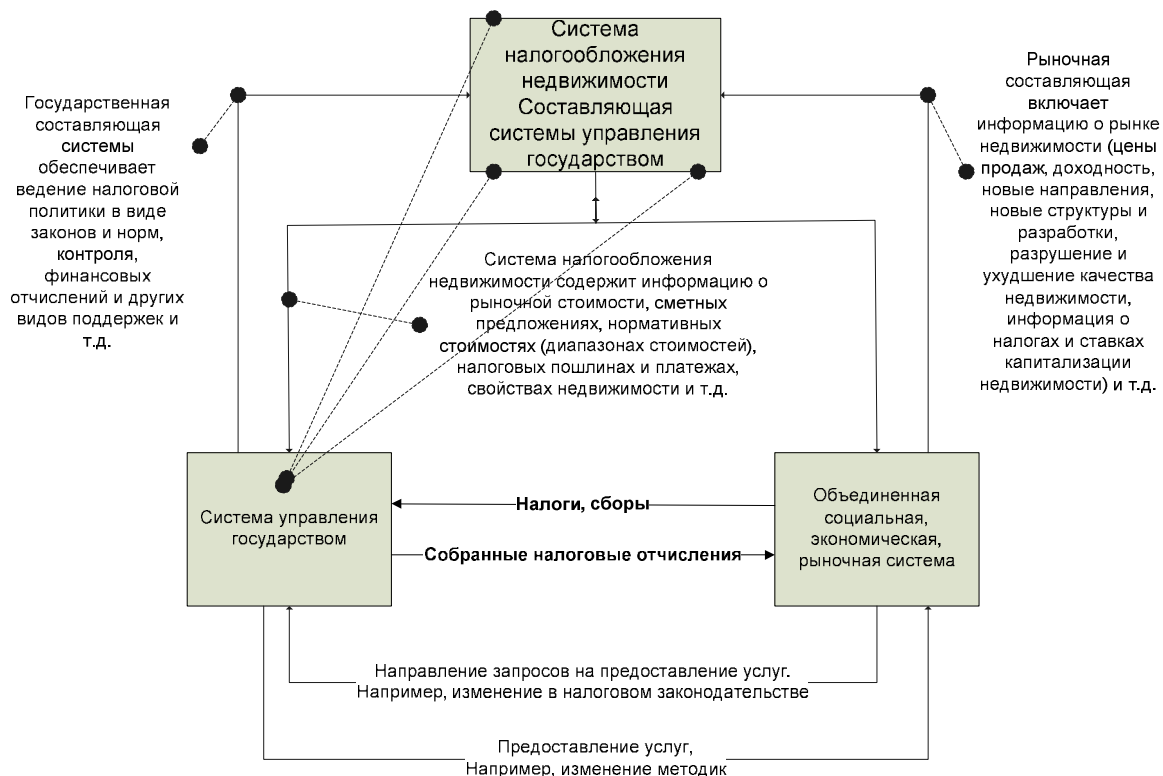 Система
налогообложения
недвижимости
Составляющая
системы управления
государством
Государственная
составляющая
системы
обеспечивает
ведение налоговой
политики в виде
законов и норм,
контроля,
финансовых
отчислений и других
видов поддержек и
т.д.
Рыночная
составляющая
включает
информацию о рынке
недвижимости (цены
продаж, доходность,
новые направления,
новые структуры и
разработки,
разрушение и
ухудшение качества
недвижимости,
информация о
налогах и ставках
капитализации
недвижимости) и т.д.
Система налогообложения
недвижимости содержит информацию о
рыночной стоимости, сметных
предложениях, нормативных
стоимостях (диапазонах стоимостей),
налоговых пошлинах и платежах,
свойствах недвижимости и т.д.
Система управления
государством
Налоги, сборы
Собранные налоговые отчисления
Объединенная
социальная,
экономическая,
рыночная система
Направление запросов на предоставление услуг.
Например, изменение в налоговом законодательстве
Предоставление услуг,
Например, изменение методик